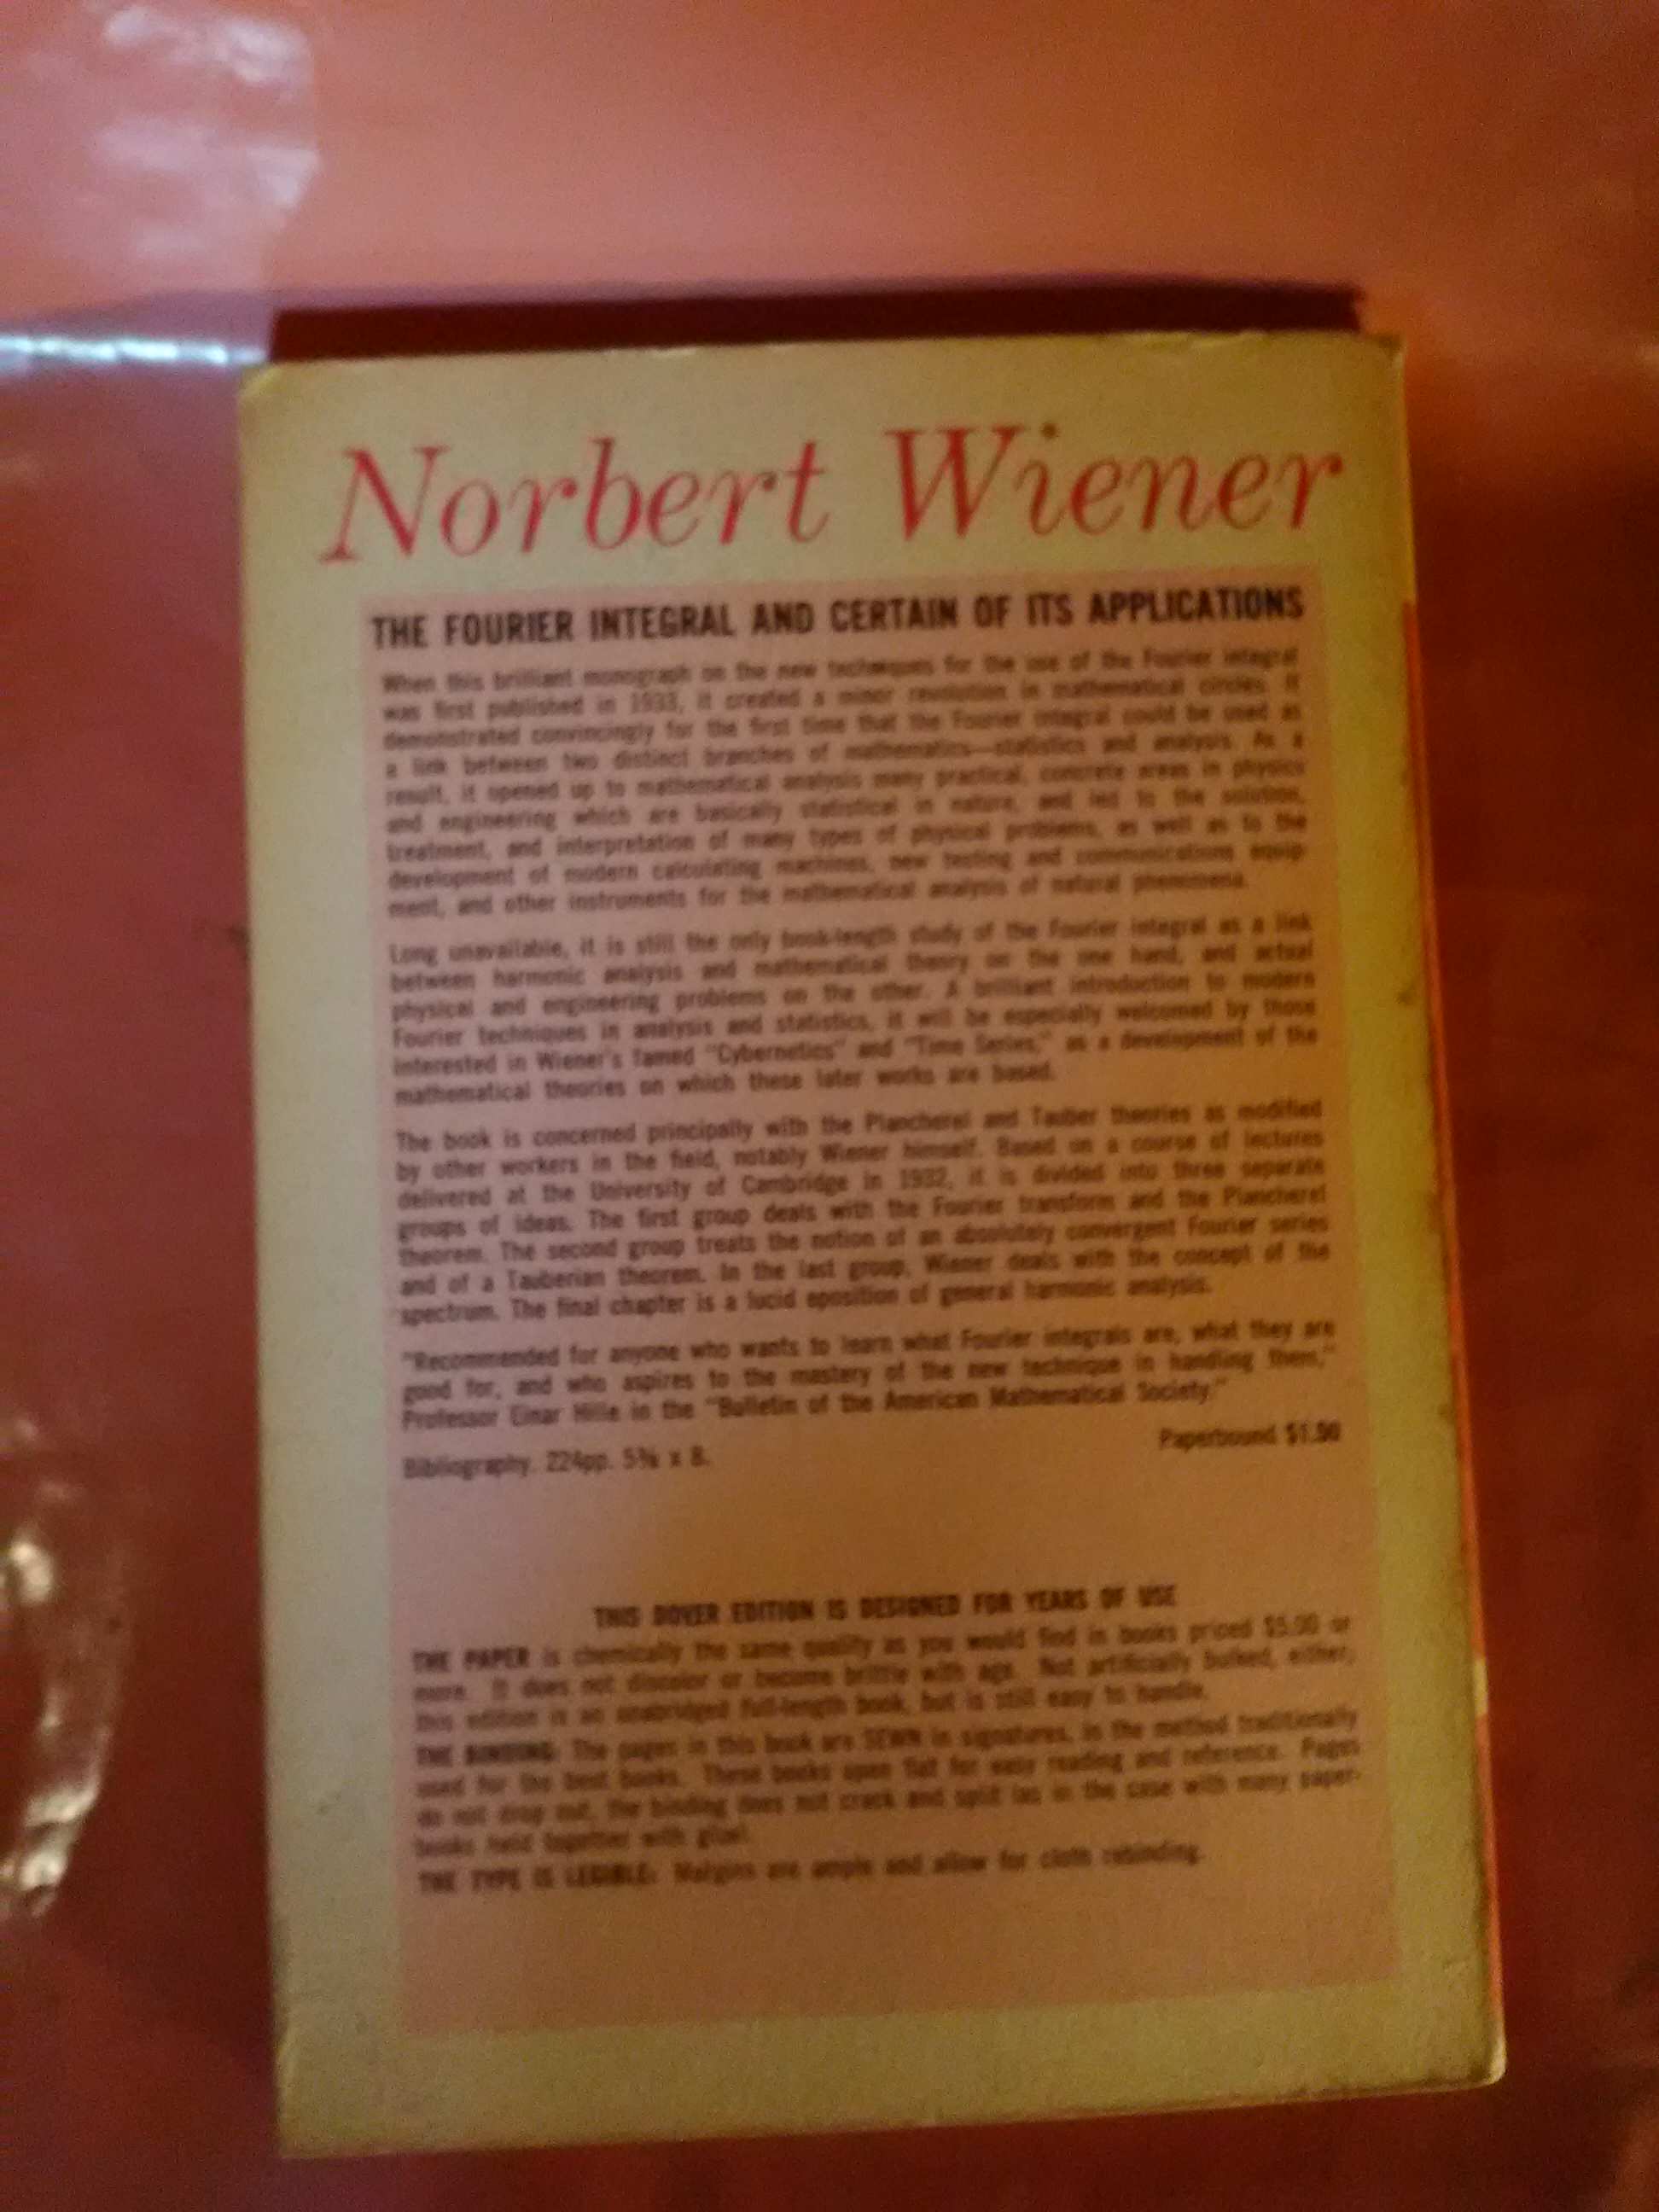 Norbert Wiener
THE FOURIER INTEGRAL AND CERTAIN OF ITS APPLICATIONS
When this brilliant monograph on the new techniques for the use of the Fourier integral
was first published in 1933, it created a minor revolution in mathematical circles. It
demonstrated convincingly for the first time that the Fourier integral could be used as
a link between two distinct branches of mathematics—statistics and analysis. As a
result, it opened up to mathematical analysis many practical, concrete areas in physics
and engineering which are basically statistical in nature, and led to the solution,
treatment, and interpretation of many types of physical problems, as well as to the
development of modern calculating machines, new testing and communications equip-
ment, and other instruments for the mathematical analysis of natural phenomena.
Long unavailable, it is still the only book-length study of the Fourier integral as a link
between harmonic analysis and mathematical theory on the one hand, and actual
physical and engineering problems on the other. A brilliant introduction to modern
Fourier techniques in analysis and statistics, it will be especially welcomed by those
interested in Wiener's famed "Cybernetics" and "Time Series," as a development of the
mathematical theories on which these later works are based.
The book is concerned principally with the Plancherel and Tauber theories as modified
by other workers in the field, notably Wiener himself. Based on a course of lectures
delivered at the University of Cambridge in 1932, it is divided into three separate
groups of ideas. The first group deals with the Fourier transform and the Plancherel
theorem. The second group treats the notion of an absolutely convergent Fourier series
and of a Tauberian theorem. In the last group, Wiener deals with the concept of the
spectrum. The final chapter is a lucid eposition of general harmonic analysis.
"Recommended for anyone who wants to learn what Fourier integrals are, what they are
good for, and who aspires to the mastery of the new technique in handling them,"
Professor Einar Hille in the "Bulletin of the American Mathematical Society."
Bibliography. 224pp. 5⅜ x 8. Paperbound $1.50
THIS DOVER EDITION IS DESIGNED FOR YEARS OF USE
THE PAPER is chemically the same quality as you would find in books priced $5.00 or
more. It does not discolor or become brittle with age. Not artificially bulked, either;
this edition is an unabridged full-length book, but is still easy to handle.
THE BINDING: The pages in this book are SEWN in signatures, in the method traditionally
used for the best books. These books open flat for easy reading and reference. Pages
do not drop out, the binding does not crack and split (as in the case with many paper-
books held together with glue).
THE TYPE IS LEGIBLE: Margins are ample and allow for cloth rebinding.